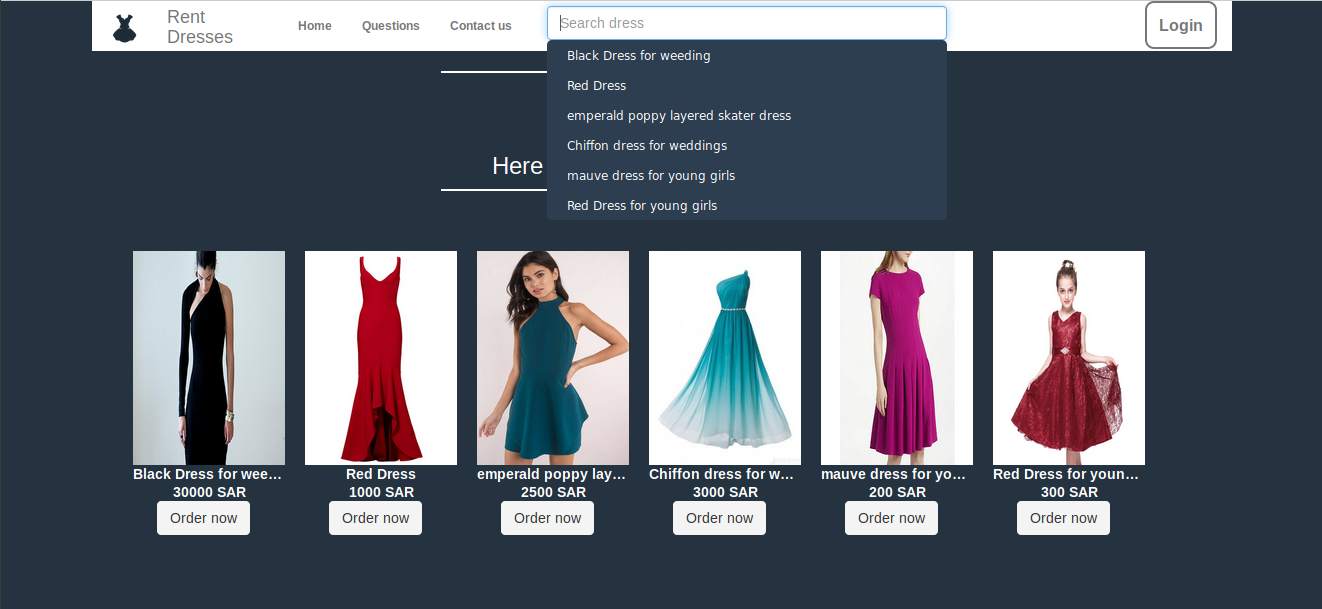 Rent
Dresses
Home
Questions
Contact us
Search dress
Login
Black Dress for weeding
Red Dress
emperald poppy layered skater dress
Chiffon dress for weddings
mauve dress for young girls
Red Dress for young girls
Here
Black Dress for wee...
30000 SAR
Order now
Red Dress
1000 SAR
Order now
emperald poppy lay...
2500 SAR
Order now
Chiffon dress for w...
3000 SAR
Order now
mauve dress for yo...
200 SAR
Order now
Red Dress for youn...
300 SAR
Order now